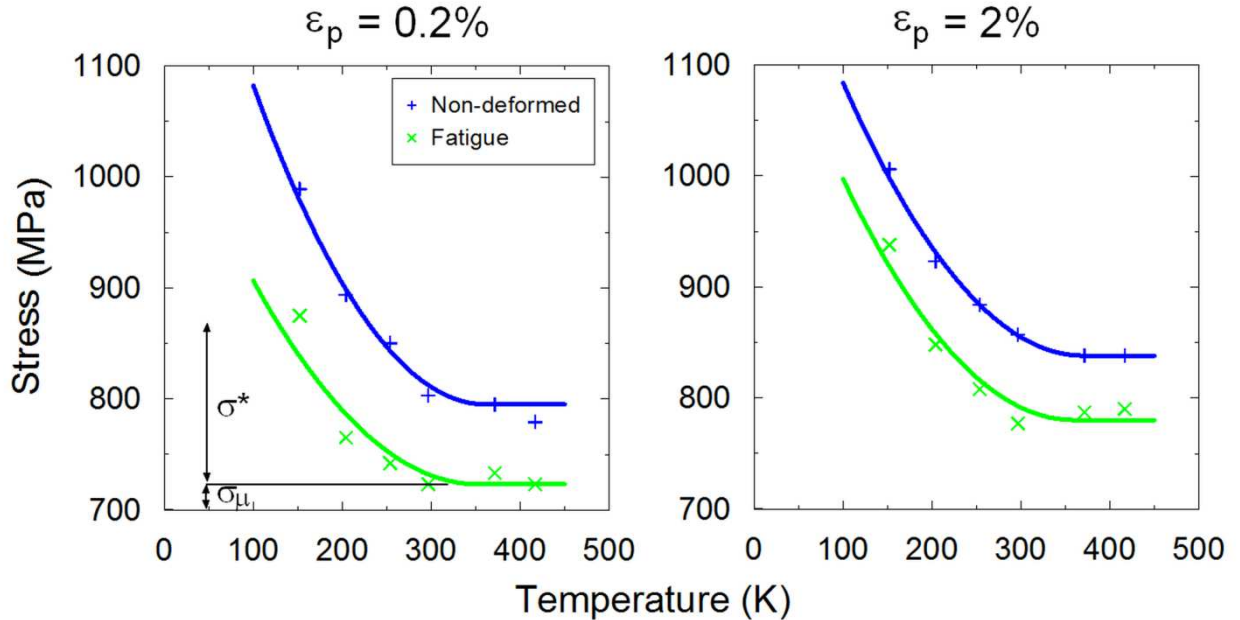 εp = 0.2%
εp = 2%
Stress (MPa)
1100
1000
900
800
700
Non-deformed
Fatigue
σ*
σμ
0 100 200 300 400 500
1100
1000
900
800
700
0 100 200 300 400 500
Temperature (K)